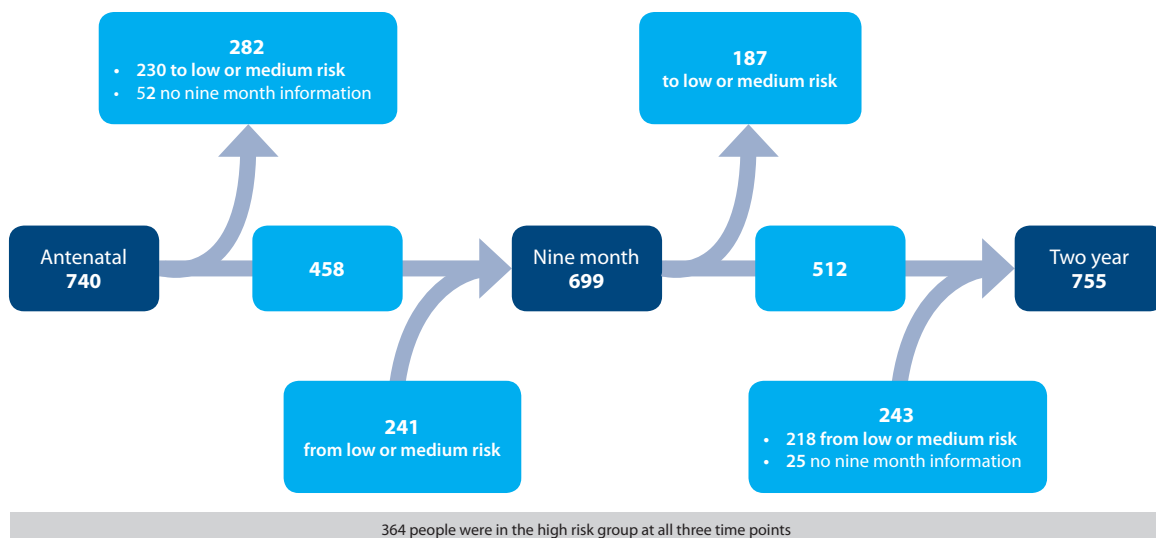 282
• 230 to low or medium risk
• 52 no nine month information
187
to low or medium risk
Antenatal
740
458
Nine month
699
512
Two year
755
241
from low or medium risk
243
• 218 from low or medium risk
• 25 no nine month information
364 people were in the high risk group at all three time points